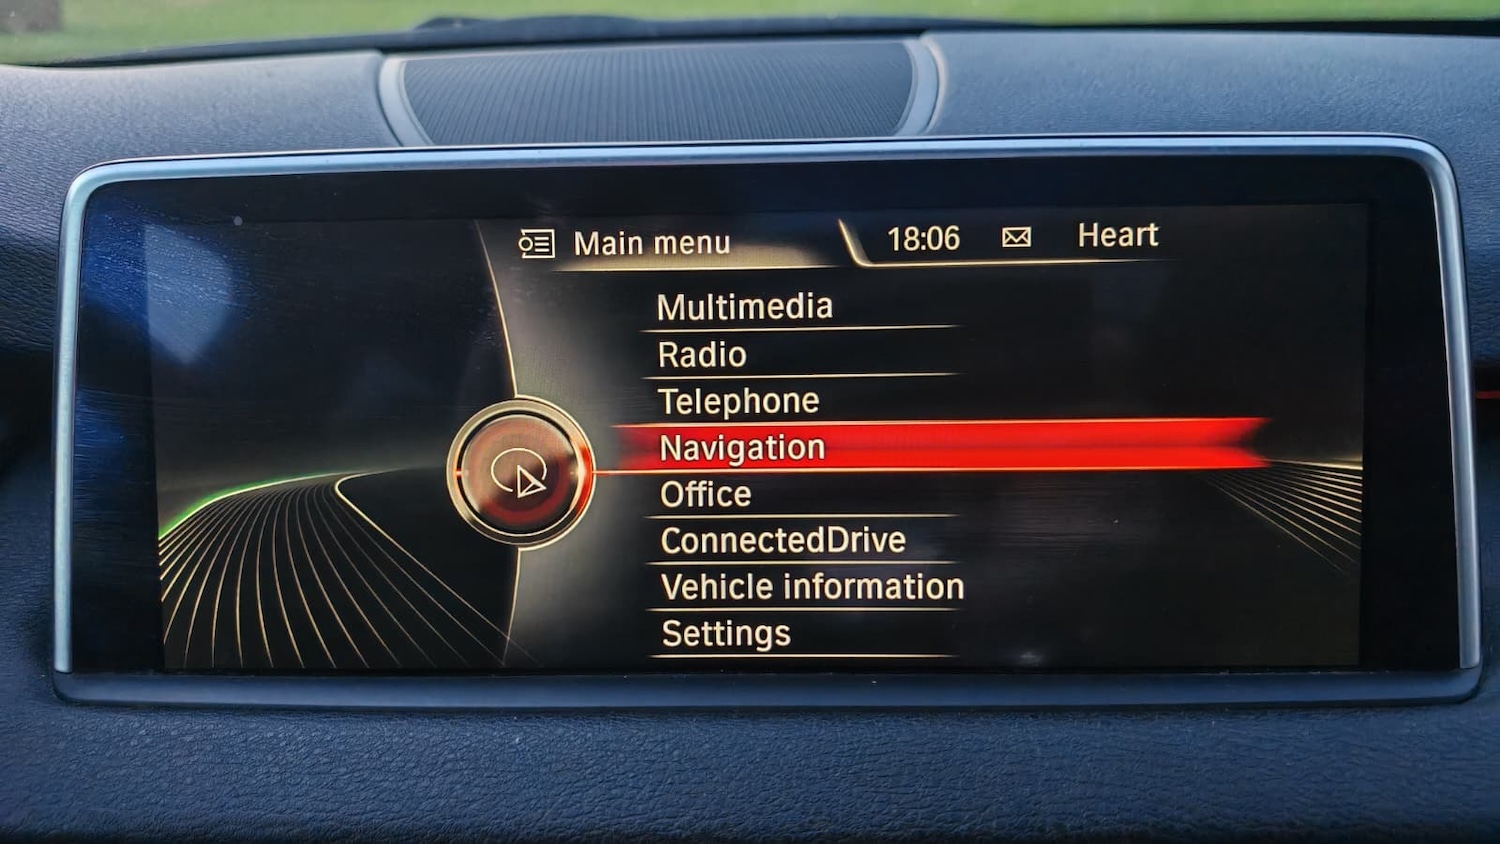 Main menu 18:06 Heart
Multimedia
Radio
Telephone
Navigation
Office
ConnectedDrive
Vehicle information
Settings